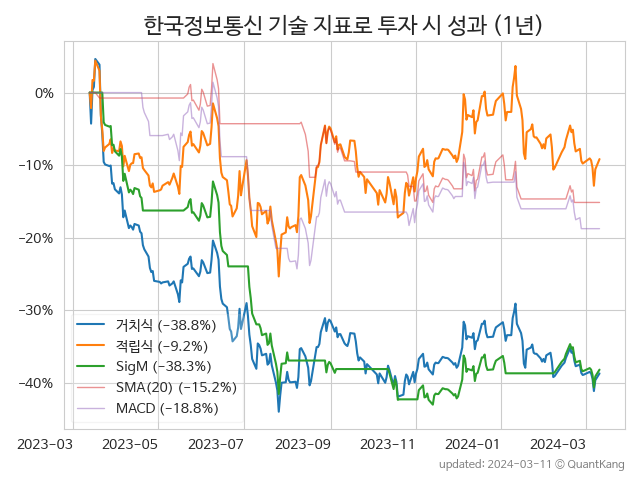 한국정보통신 기술 지표로 투자 시 성과 (1년)
0%
−10%
−20%
−30%
−40%
거치식 (−38.8%)
적립식 (−9.2%)
SigM (−38.3%)
SMA(20) (−15.2%)
MACD (−18.8%)
2023-03 2023-05 2023-07 2023-09 2023-11 2024-01 2024-03
updated: 2024-03-11 © QuantKang